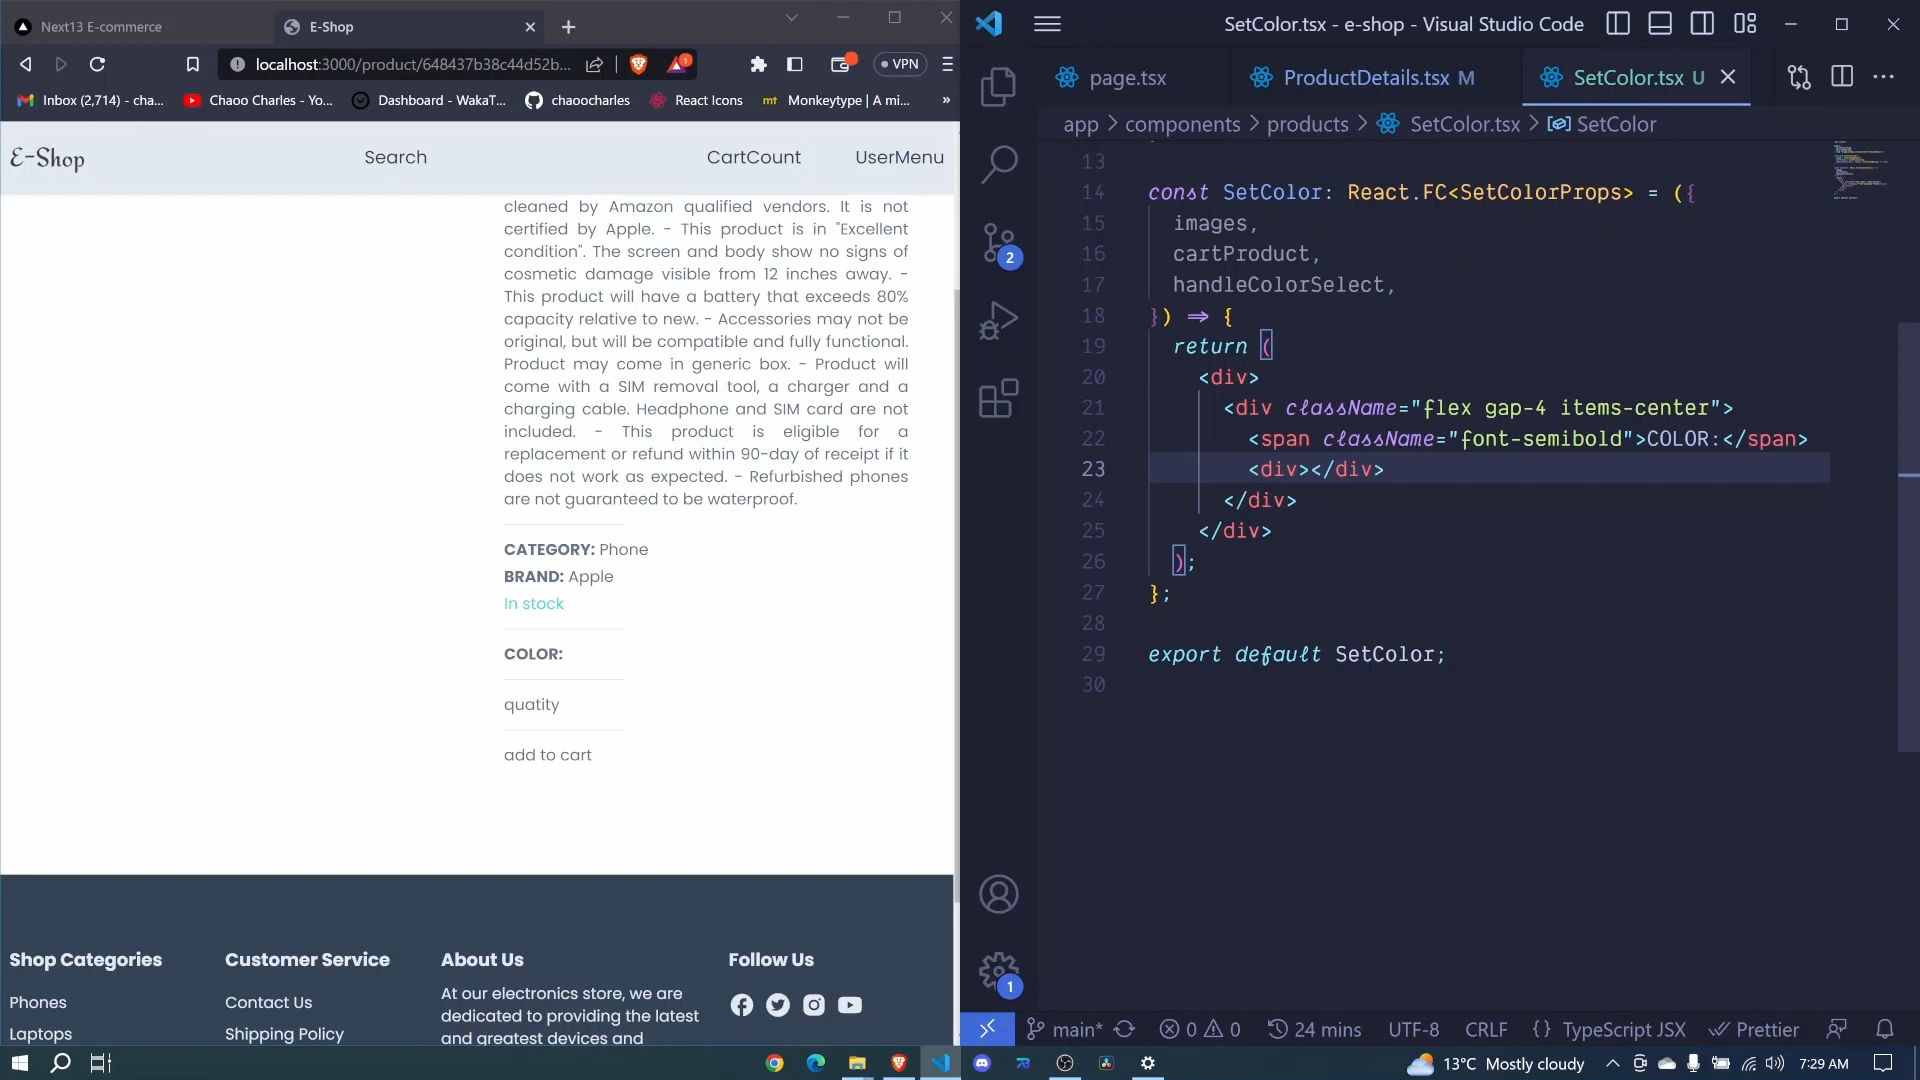 Next13 E-commerce
E-Shop
localhost:3000/product/648437b38c44d52b...
1
VPN
Inbox (2,714) - cha...
Chaoo Charles - Yo...
Dashboard - WakaT...
chaoocharles
React Icons
mt
Monkeytype | A mi...
»
E-Shop
Search
CartCount
UserMenu
cleaned by Amazon qualified vendors. It is not
certified by Apple. - This product is in "Excellent
condition". The screen and body show no signs of
cosmetic damage visible from 12 inches away. -
This product will have a battery that exceeds 80%
capacity relative to new. - Accessories may not be
original, but will be compatible and fully functional.
Product may come in generic box. - Product will
come with a SIM removal tool, a charger and a
charging cable. Headphone and SIM card are not
included. - This product is eligible for a
replacement or refund within 90-day of receipt if it
does not work as expected. - Refurbished phones
are not guaranteed to be waterproof.
CATEGORY: Phone
BRAND: Apple
In stock
COLOR:
quatity
add to cart
Shop Categories
Phones
Laptops
Customer Service
Contact Us
Shipping Policy
About Us
At our electronics store, we are
dedicated to providing the latest
and greatest devices and
Follow Us
SetColor.tsx - e-shop - Visual Studio Code
page.tsx
ProductDetails.tsx M
SetColor.tsx U
app > components > products > SetColor.tsx > SetColor
2
1
13
14 const SetColor: React.FC<SetColorProps> = ({
15 images,
16 cartProduct,
17 handleColorSelect,
18 }) => {
19 return (
20 <div>
21 <div className="flex gap-4 items-center">
22 <span className="font-semibold">COLOR:</span>
23 <div></div>
24 </div>
25 </div>
26 );
27 };
28
29 export default SetColor;
30
main* 0 0 24 mins UTF-8 CRLF {} TypeScript JSX Prettier
13°C Mostly cloudy 7:29 AM